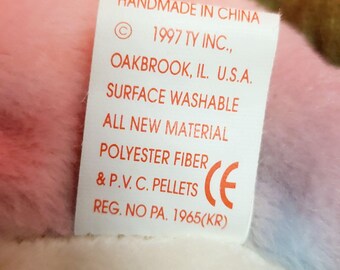 HANDMADE IN CHINA
© 1997 TY INC.,
OAKBROOK, IL. U.S.A.
SURFACE WASHABLE
ALL NEW MATERIAL
POLYESTER FIBER
& P.V.C. PELLETS CE
REG. NO PA. 1965(KR)